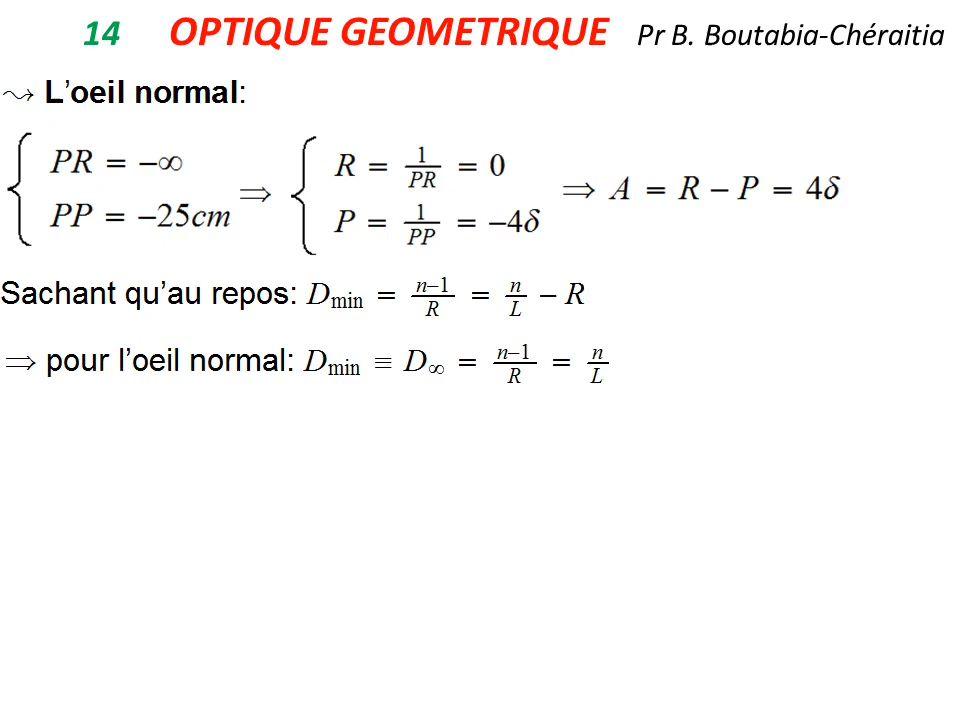 14 OPTIQUE GEOMETRIQUE Pr B. Boutabia-Chéraitia
⤳ L'oeil normal:
{ PR = −∞ ⇒ { R = 1/PR = 0 ⇒ A = R − P = 4δ
PP = −25cm P = 1/PP = −4δ
Sachant qu'au repos: Dmin = n−1/R = n/L − R
⇒ pour l'oeil normal: Dmin ≡ D∞ = n−1/R = n/L